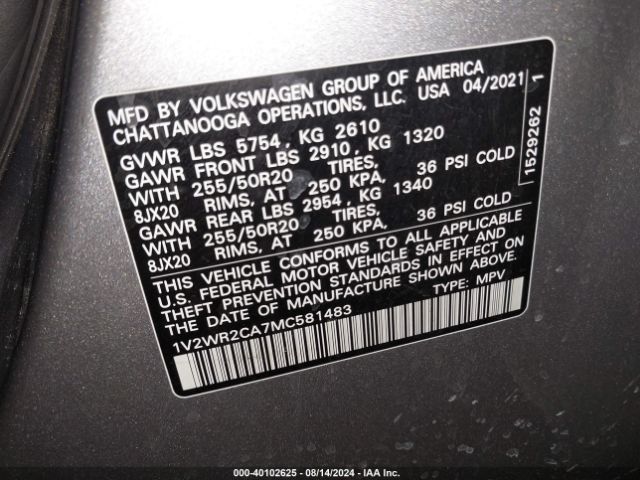 MFD BY VOLKSWAGEN GROUP OF AMERICA
CHATTANOOGA OPERATIONS, LLC. USA 04/2021
GVWR LBS 5754, KG 2610
GAWR FRONT LBS 2910, KG 1320
WITH 255/50R20 TIRES,
8JX20 RIMS, AT 250 KPA, 36 PSI COLD
GAWR REAR LBS 2954, KG 1340
WITH 255/50R20 TIRES,
8JX20 RIMS, AT 250 KPA, 36 PSI COLD
THIS VEHICLE CONFORMS TO ALL APPLICABLE
U.S. FEDERAL MOTOR VEHICLE SAFETY AND
THEFT PREVENTION STANDARDS IN EFFECT ON
THE DATE OF MANUFACTURE SHOWN ABOVE.
TYPE: MPV
1V2WR2CA7MC581483
1529262 1
000-40102625 - 08/14/2024 - IAA Inc.